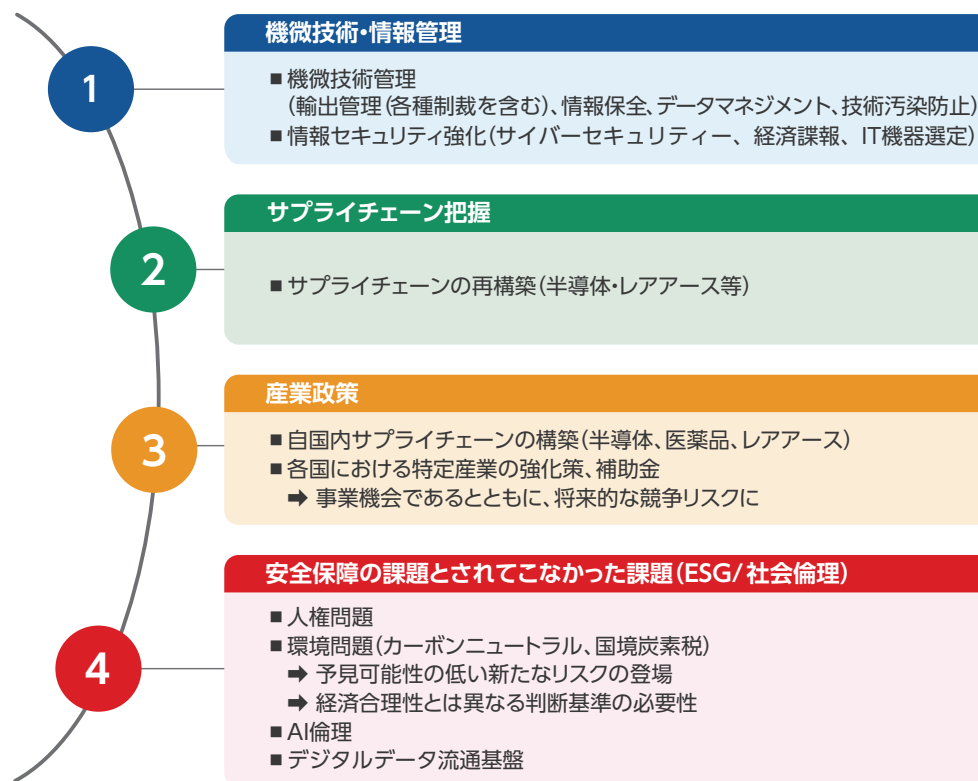 1
機微技術・情報管理
■ 機微技術管理
(輸出管理(各種制裁を含む)、情報保全、データマネジメント、技術汚染防止)
■ 情報セキュリティ強化(サイバーセキュリティー、経済諜報、IT機器選定)
2
サプライチェーン把握
■ サプライチェーンの再構築(半導体・レアアース等)
3
産業政策
■ 自国内サプライチェーンの構築(半導体、医薬品、レアアース)
■ 各国における特定産業の強化策、補助金
➡ 事業機会であるとともに、将来的な競争リスクに
4
安全保障の課題とされてこなかった課題(ESG/社会倫理)
■ 人権問題
■ 環境問題(カーボンニュートラル、国境炭素税)
➡ 予見可能性の低い新たなリスクの登場
➡ 経済合理性とは異なる判断基準の必要性
■ AI倫理
■ デジタルデータ流通基盤